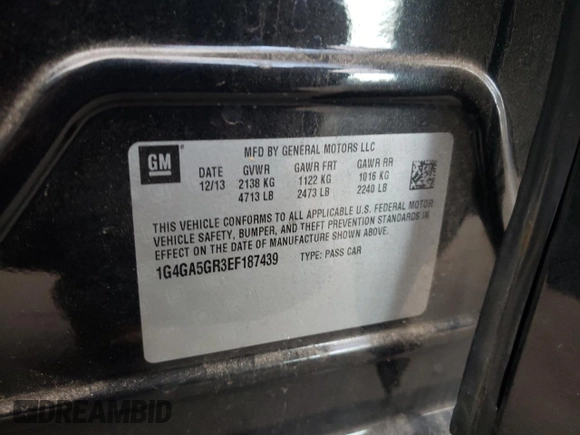 GM
MFD BY GENERAL MOTORS LLC
DATE GVWR GAWR FRT GAWR RR
12/13 2138 KG 1122 KG 1016 KG
4713 LB 2473 LB 2240 LB
THIS VEHICLE CONFORMS TO ALL APPLICABLE U.S. FEDERAL MOTOR
VEHICLE SAFETY, BUMPER, AND THEFT PREVENTION STANDARDS IN
EFFECT ON THE DATE OF MANUFACTURE SHOWN ABOVE.
1G4GA5GR3EF187439 TYPE: PASS CAR
DREAMBID